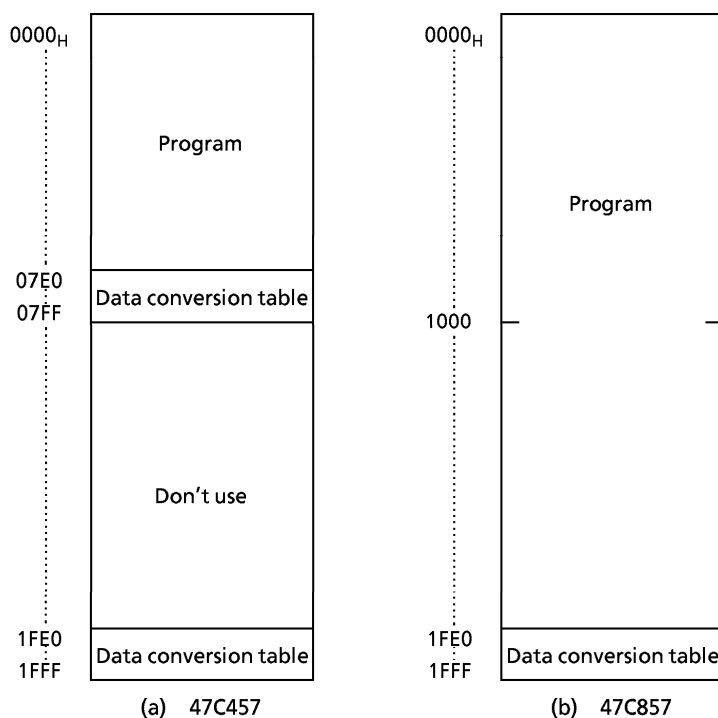 0000H
0000H
Program
Program
07E0
Data conversion table
07FF
1000
Don't use
1FE0
Data conversion table
1FFF
1FE0
Data conversion table
1FFF
(a) 47C457
(b) 47C857